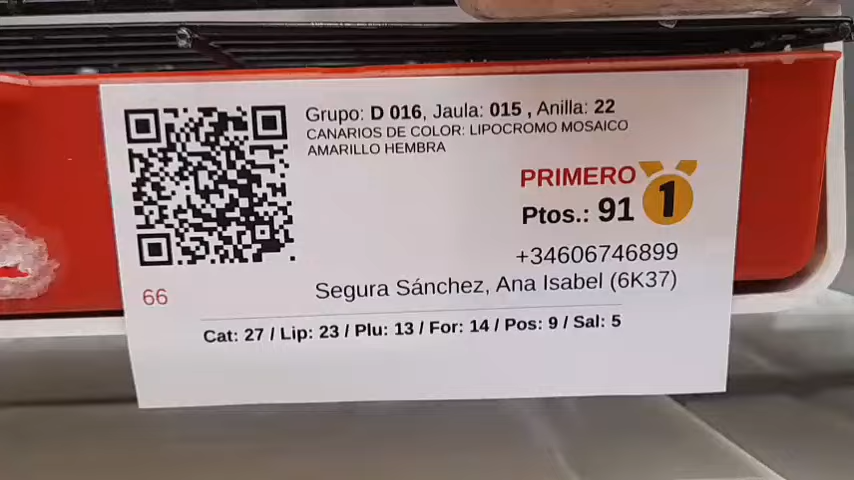 Grupo: D 016, Jaula: 015 , Anilla: 22
CANARIOS DE COLOR: LIPOCROMO MOSAICO
AMARILLO HEMBRA
PRIMERO 1
Ptos.: 91
+34606746899
Segura Sánchez, Ana Isabel (6K37)
66
Cat: 27 / Lip: 23 / Plu: 13 / For: 14 / Pos: 9 / Sal: 5